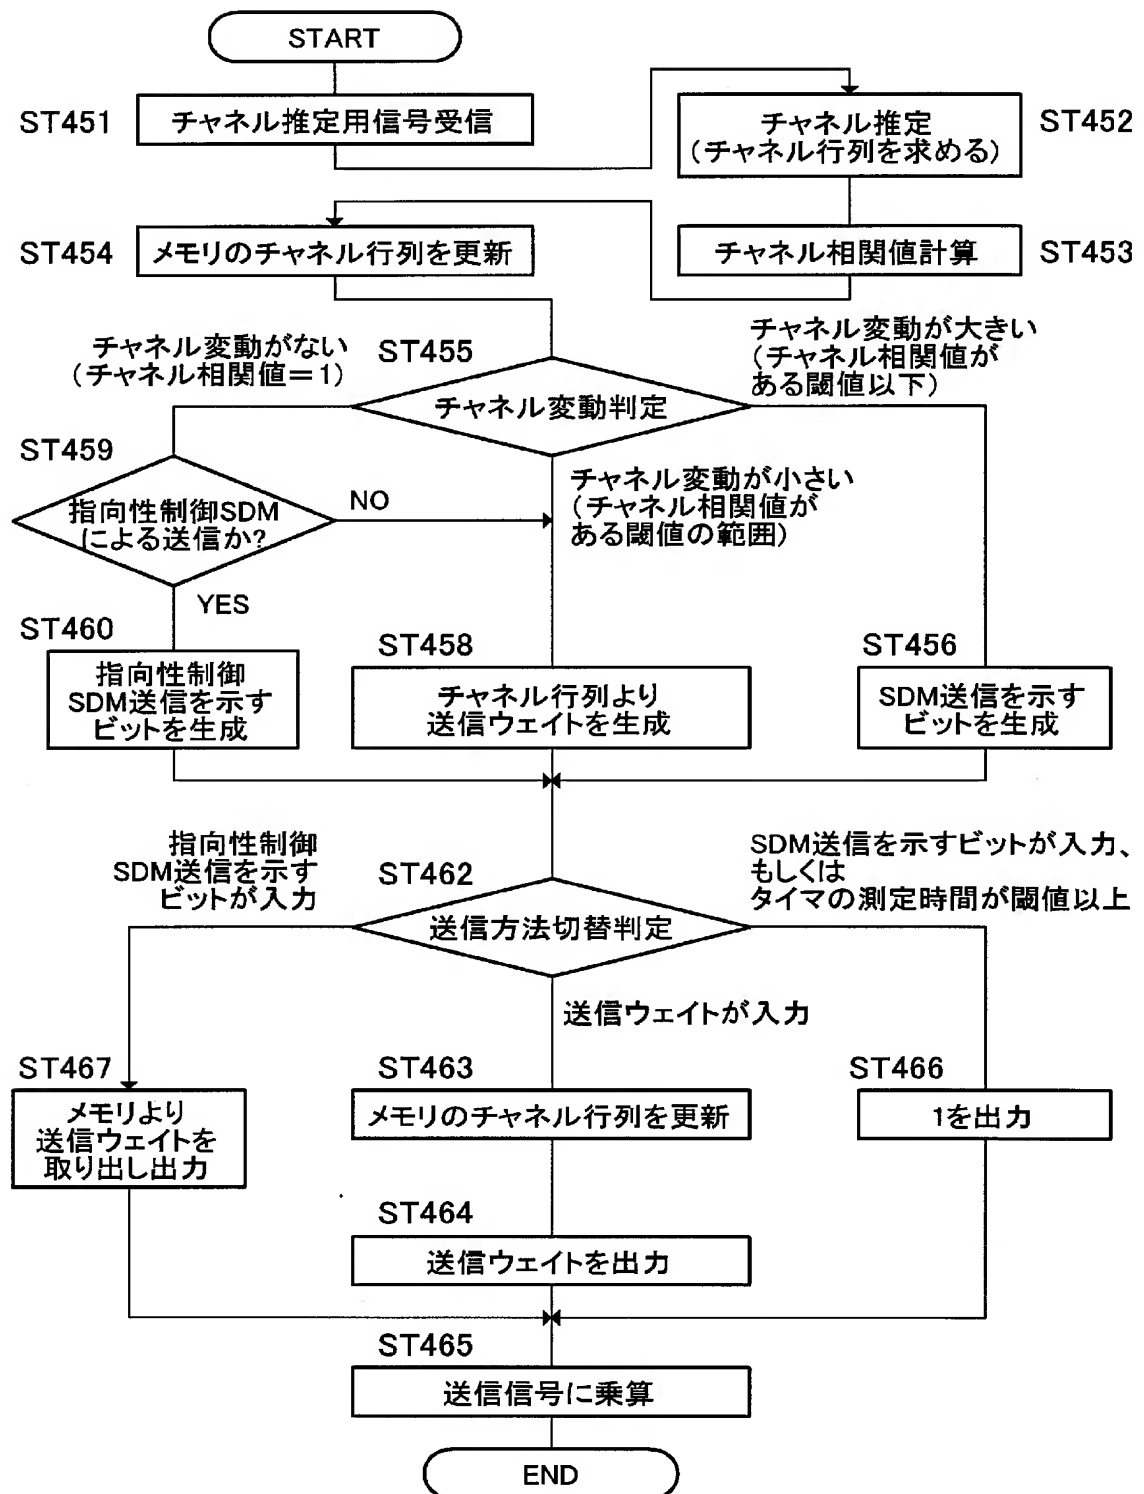 START
ST451
チャネル推定用信号受信
チャネル推定
(チャネル行列を求める)
ST452
ST454
メモリのチャネル行列を更新
チャネル相関値計算
ST453
チャネル変動がない
(チャネル相関値=1)
ST455
チャネル変動が大きい
(チャネル相関値が
ある閾値以下)
チャネル変動判定
ST459
指向性制御SDM
による送信か?
NO
チャネル変動が小さい
(チャネル相関値が
ある閾値の範囲)
YES
ST460
指向性制御
SDM送信を示す
ビットを生成
ST458
チャネル行列より
送信ウェイトを生成
ST456
SDM送信を示す
ビットを生成
指向性制御
SDM送信を示す
ビットが入力
ST462
SDM送信を示すビットが入力、
もしくは
タイマの測定時間が閾値以上
送信方法切替判定
送信ウェイトが入力
ST467
メモリより
送信ウェイトを
取り出し出力
ST463
メモリのチャネル行列を更新
ST466
1を出力
ST464
送信ウェイトを出力
ST465
送信信号に乗算
END